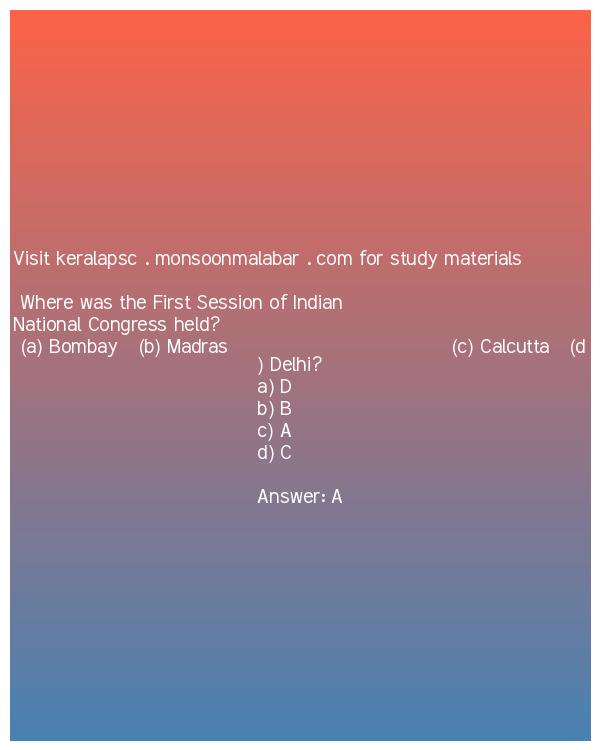 Visit keralapsc . monsoonmalabar . com for study materials
Where was the First Session of Indian
National Congress held?
(a) Bombay (b) Madras (c) Calcutta (d
) Delhi?
a) D
b) B
c) A
d) C
Answer: A